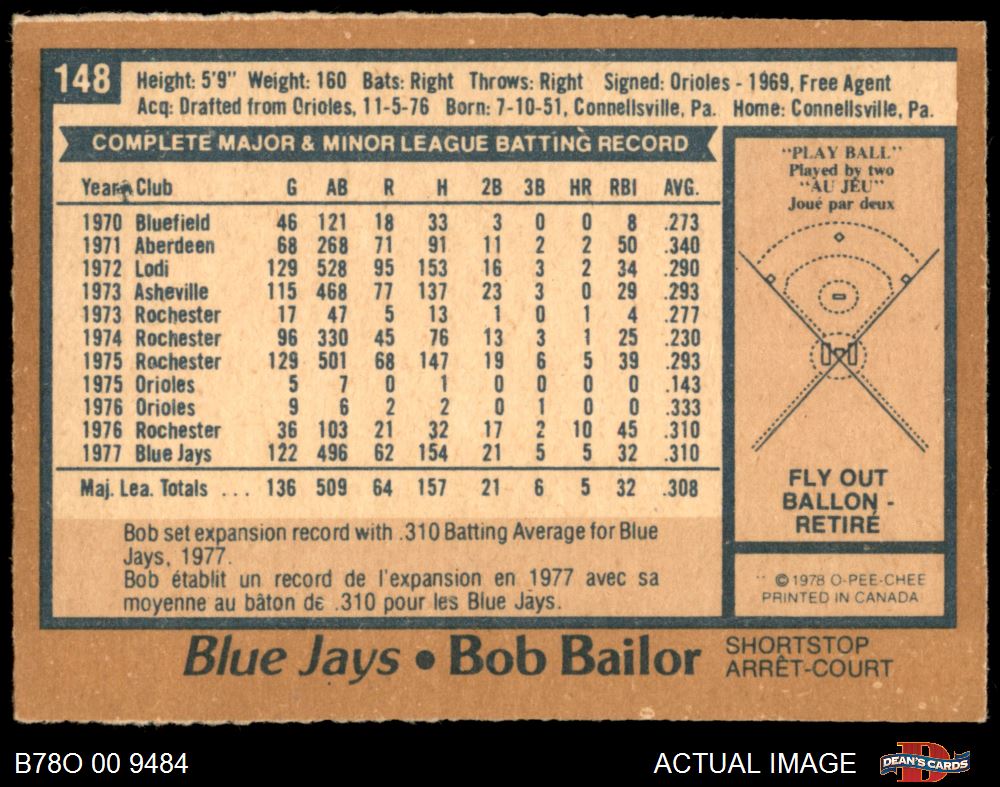 148
Height: 5'9" Weight: 160 Bats: Right Throws: Right Signed: Orioles - 1969, Free Agent
Acq: Drafted from Orioles, 11-5-76 Born: 7-10-51, Connellsville, Pa. Home: Connellsville, Pa.
COMPLETE MAJOR & MINOR LEAGUE BATTING RECORD
Year Club G AB R H 2B 3B HR RBI AVG.
1970 Bluefield 46 121 18 33 3 0 0 8 .273
1971 Aberdeen 68 268 71 91 11 2 2 50 .340
1972 Lodi 129 528 95 153 16 3 2 34 .290
1973 Asheville 115 468 77 137 23 3 0 29 .293
1973 Rochester 17 47 5 13 1 0 1 4 .277
1974 Rochester 96 330 45 76 13 3 1 25 .230
1975 Rochester 129 501 68 147 19 6 5 39 .293
1975 Orioles 5 7 0 1 0 0 0 0 .143
1976 Orioles 9 6 2 2 0 1 0 0 .333
1976 Rochester 36 103 21 32 17 2 10 45 .310
1977 Blue Jays 122 496 62 154 21 5 5 32 .310
Maj. Lea. Totals ... 136 509 64 157 21 6 5 32 .308
Bob set expansion record with .310 Batting Average for Blue
Jays, 1977.
Bob établit un record de l'expansion en 1977 avec sa
moyenne au bâton de .310 pour les Blue Jays.
"PLAY BALL"
Played by two
"AU JEU"
Joué par deux
FLY OUT
BALLON -
RETIRÉ
© 1978 O-PEE-CHEE
PRINTED IN CANADA
Blue Jays • Bob Bailor
SHORTSTOP
ARRÊT-COURT
B78O 00 9484
ACTUAL IMAGE
DEAN'S CARDS